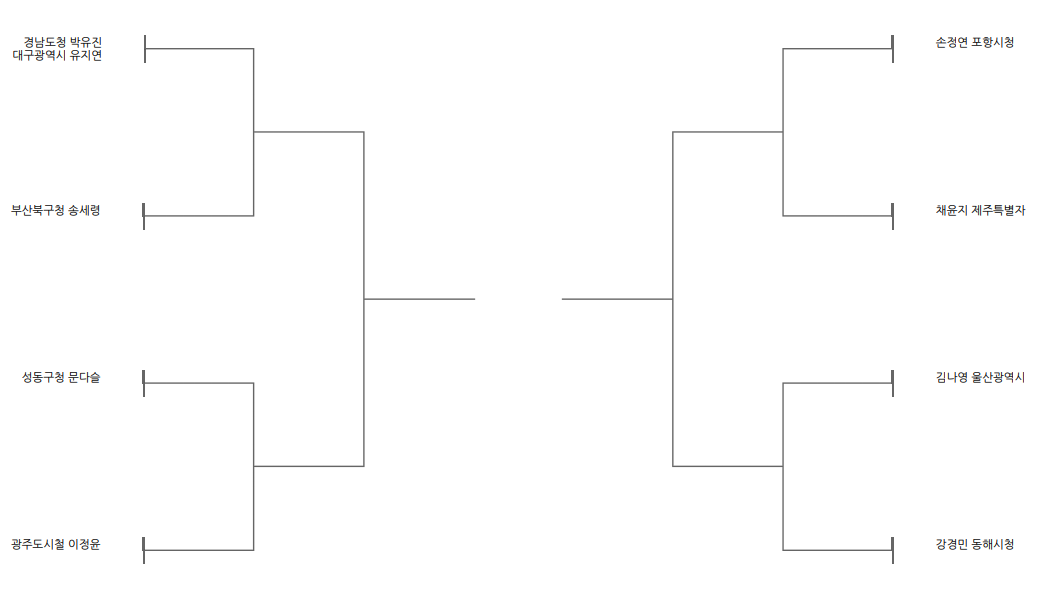 경남도청 박유진
대구광역시 유지연
부산북구청 송세령
성동구청 문다슬
광주도시철 이정윤
손정연 포항시청
채윤지 제주특별자
김나영 울산광역시
강경민 동해시청